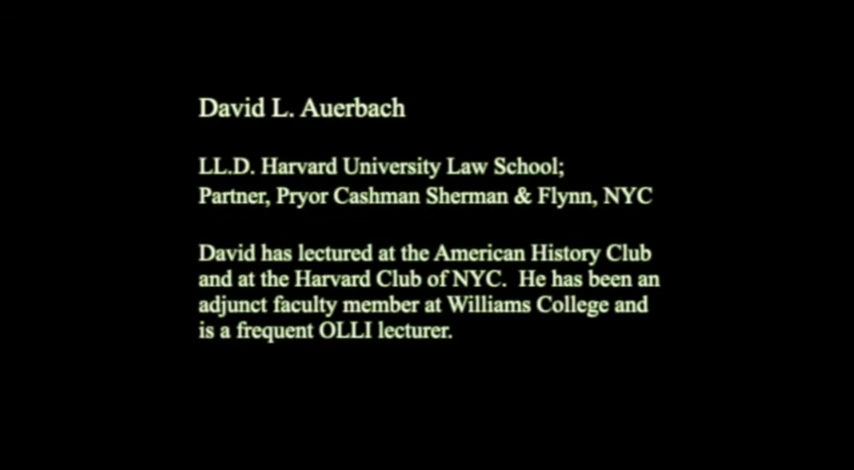 David L. Auerbach
LL.D. Harvard University Law School;
Partner, Pryor Cashman Sherman & Flynn, NYC
David has lectured at the American History Club
and at the Harvard Club of NYC.  He has been an
adjunct faculty member at Williams College and
is a frequent OLLI lecturer.